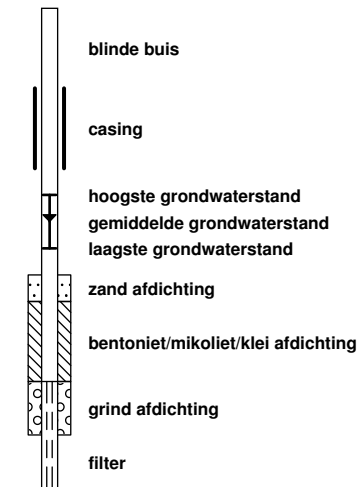 blinde buis
casing
hoogste grondwaterstand
gemiddelde grondwaterstand
laagste grondwaterstand
zand afdichting
bentoniet/mikoliet/klei afdichting
grind afdichting
filter